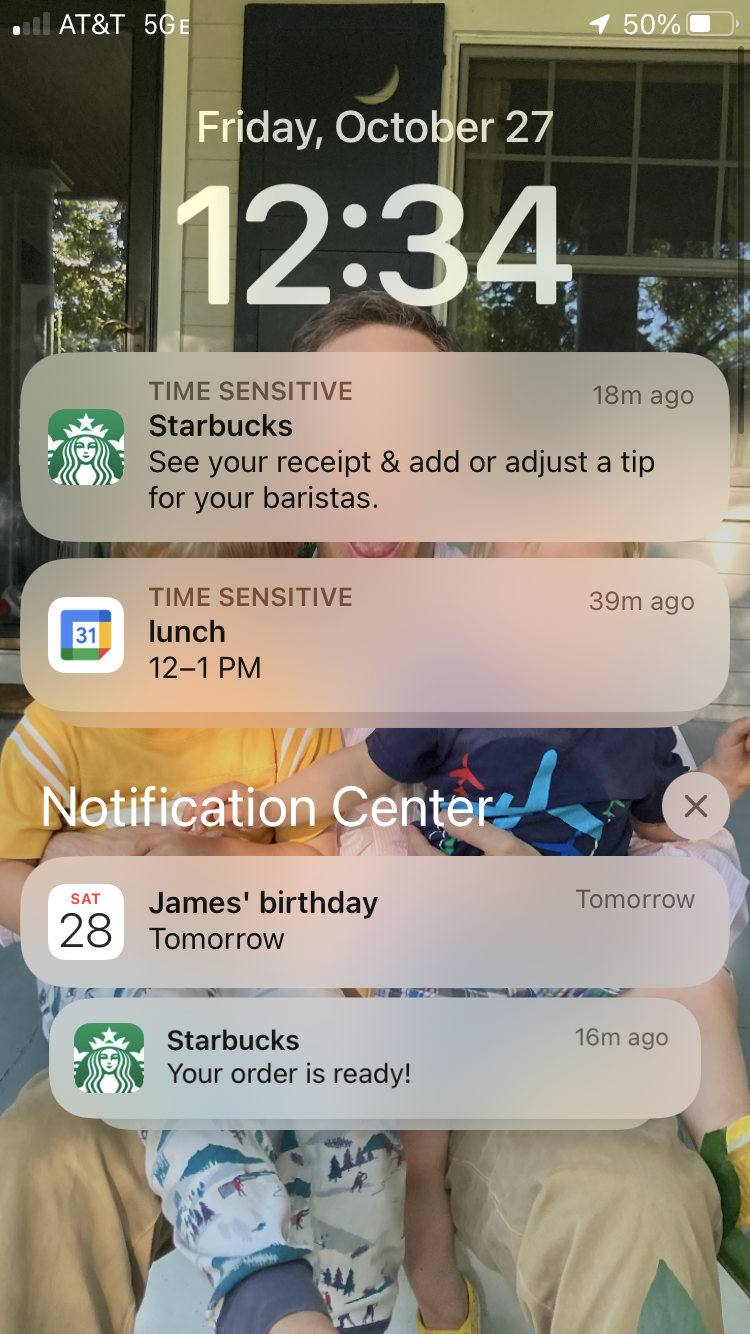 AT&T 5GE 50%
Friday, October 27
12:34
TIME SENSITIVE 18m ago
Starbucks
See your receipt & add or adjust a tip
for your baristas.
TIME SENSITIVE 39m ago
31
lunch
12–1 PM
Notification Center
SAT
28
James' birthday Tomorrow
Tomorrow
Starbucks 16m ago
Your order is ready!